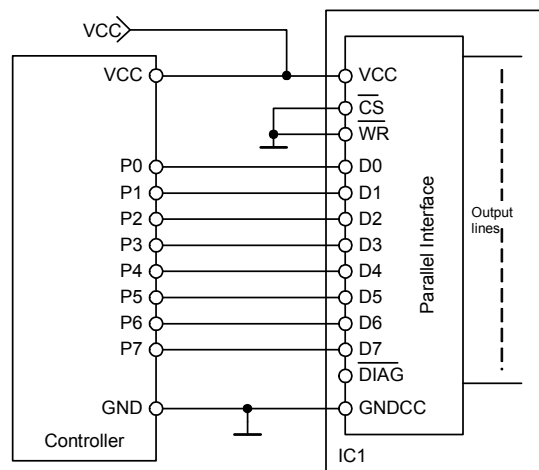 VCC
VCC
VCC
CS
WR
P0
D0
P1
D1
P2
D2
P3
D3
P4
D4
P5
D5
P6
D6
P7
D7
DIAG
GND
GNDCC
Controller
IC1
Parallel Interface
Output
lines